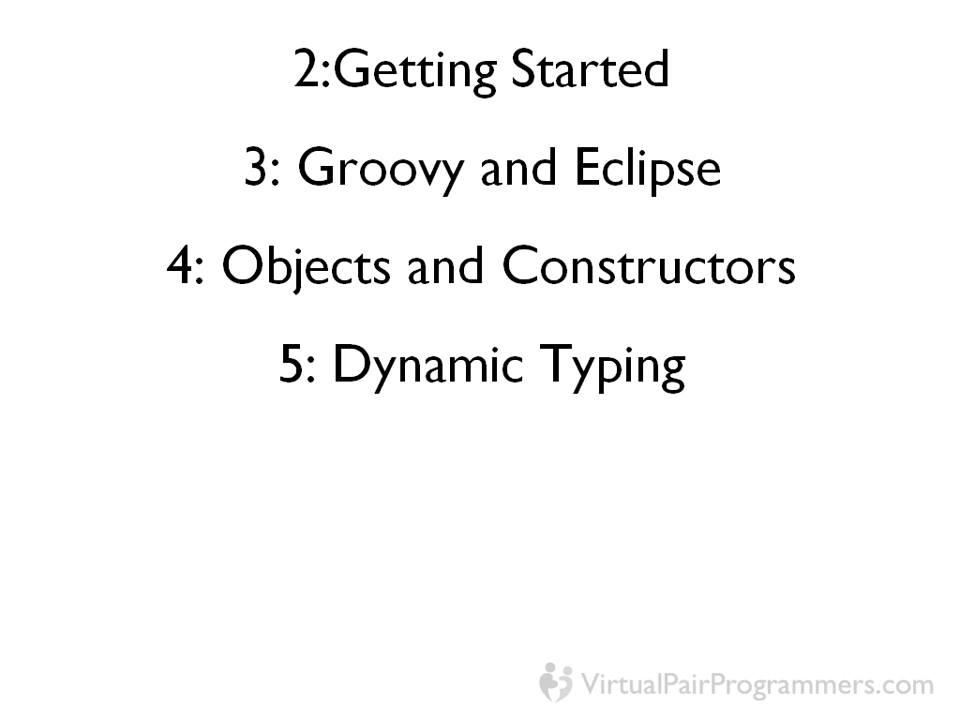 2:Getting Started
3: Groovy and Eclipse
4: Objects and Constructors
5: Dynamic Typing
VirtualPairProgrammers.com